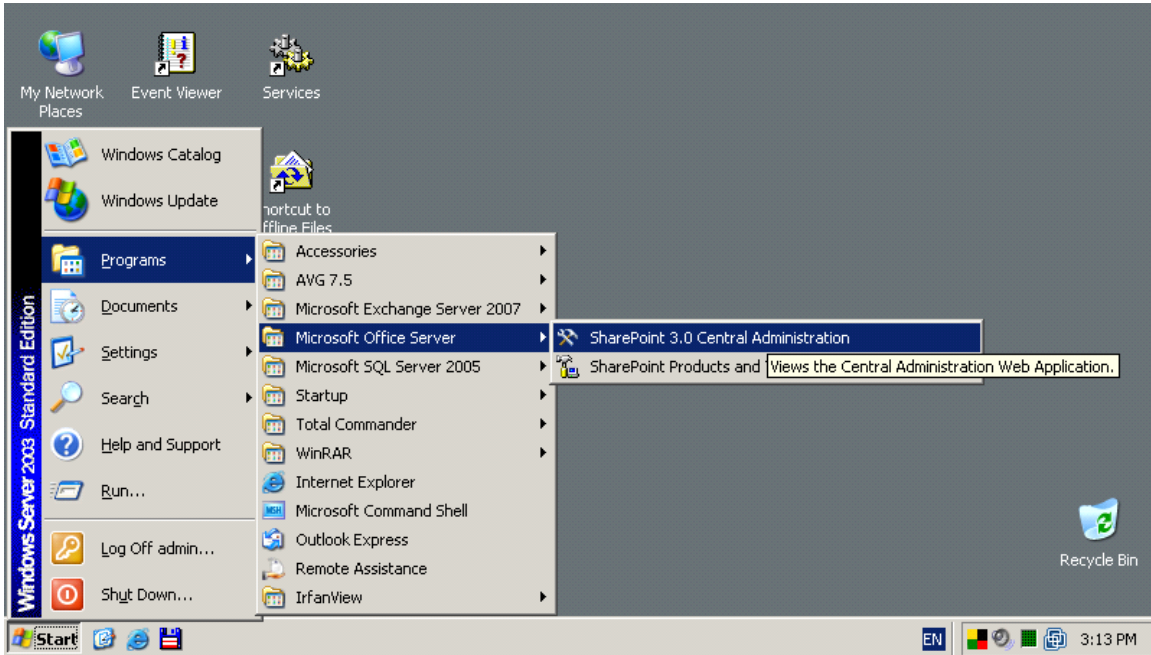 My Network
Places
Event Viewer
Services
Windows Catalog
Windows Update
hortcut to
ffline Files
Programs
Documents
Settings
Search
Help and Support
Run...
Log Off admin...
Shut Down...
Windows Server 2003 Standard Edition
Accessories
AVG 7.5
Microsoft Exchange Server 2007
Microsoft Office Server
Microsoft SQL Server 2005
Startup
Total Commander
WinRAR
Internet Explorer
MSH Microsoft Command Shell
Outlook Express
Remote Assistance
IrfanView
SharePoint 3.0 Central Administration
SharePoint Products and
Views the Central Administration Web Application.
Recycle Bin
Start
EN
3:13 PM